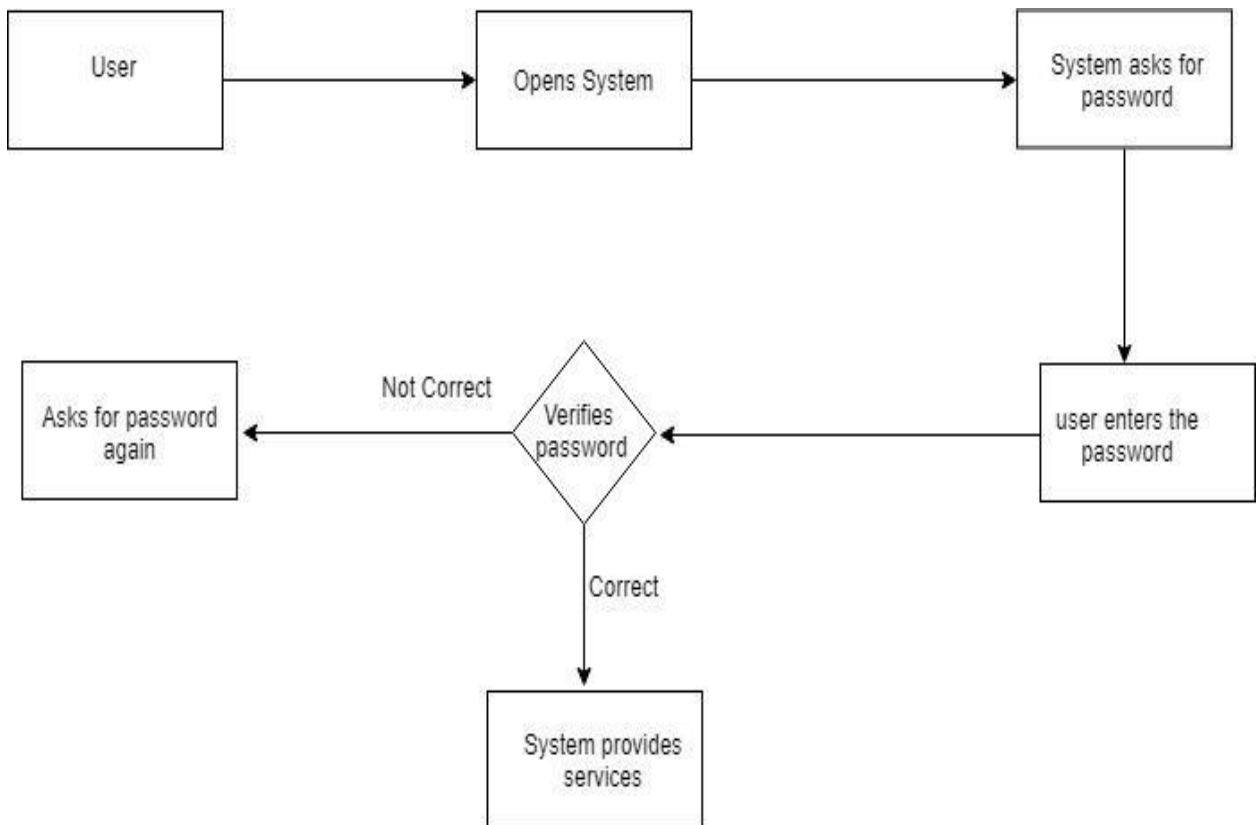 User
Opens System
System asks for
password
user enters the
password
Verifies
password
Not Correct
Asks for password
again
Correct
System provides
services